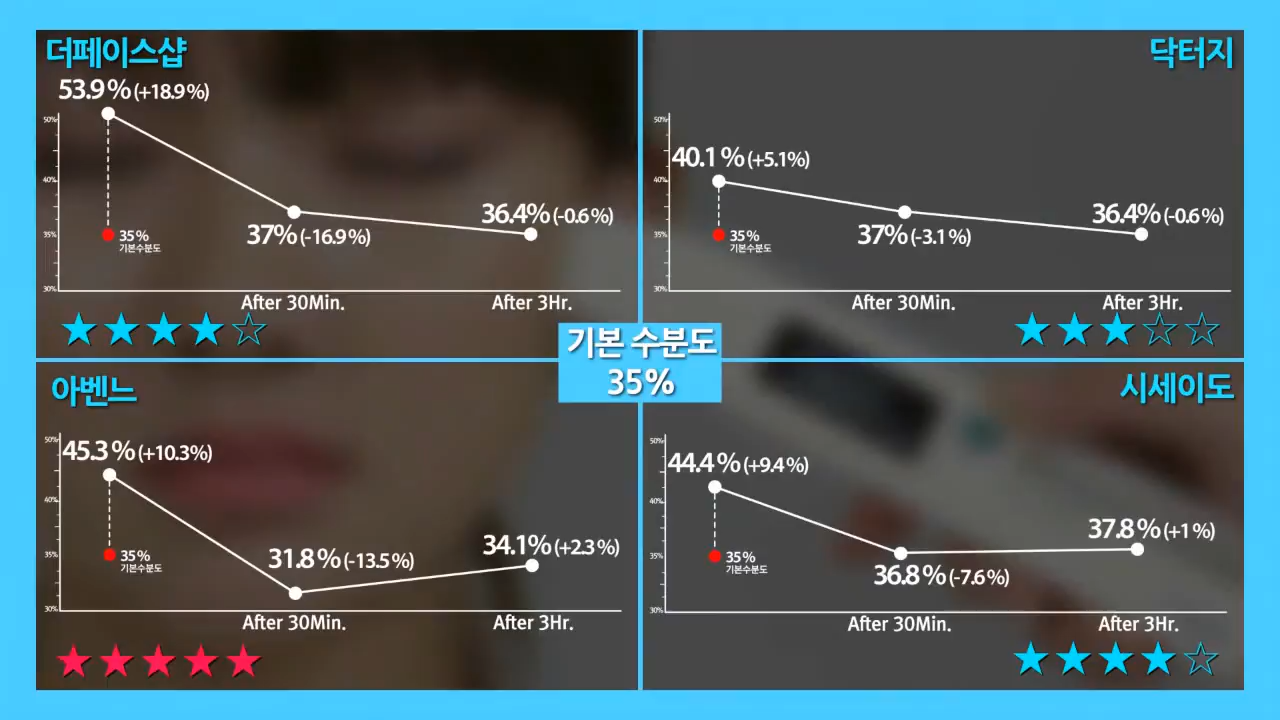 더페이스샵
53.9%(+18.9%)
50%
40%
35%
30%
35%
기본수분도
37%(-16.9%)
36.4%(-0.6%)
After 30Min.
After 3Hr.
닥터지
40.1%(+5.1%)
50%
40%
35%
30%
35%
기본수분도
37%(-3.1%)
36.4%(-0.6%)
After 30Min.
After 3Hr.
기본 수분도
35%
아벤느
45.3%(+10.3%)
50%
40%
35%
30%
35%
기본수분도
31.8%(-13.5%)
34.1%(+2.3%)
After 30Min.
After 3Hr.
시세이도
44.4%(+9.4%)
50%
40%
35%
30%
35%
기본수분도
36.8%(-7.6%)
37.8%(+1%)
After 30Min.
After 3Hr.